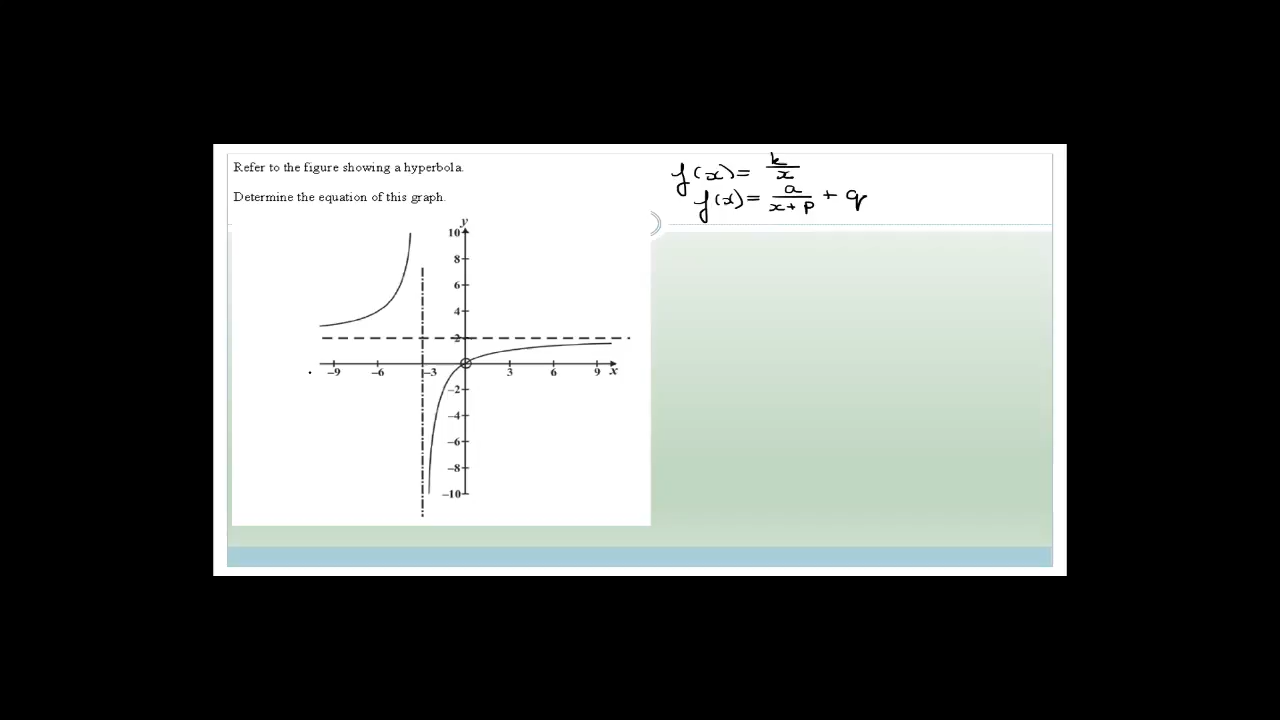 Refer to the figure showing a hyperbola.
Determine the equation of this graph.
f(x) = k/x
f(x) = a/(x+p) + q
y
10
8
6
4
2
-9 -6 -3 3 6 9 x
-2
-4
-6
-8
-10